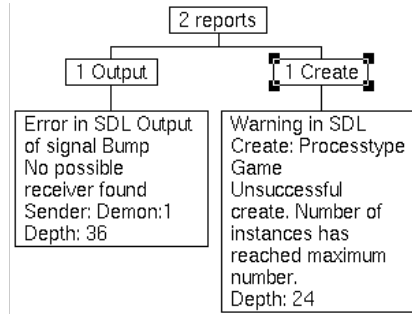 2 reports
1 Output
1 Create
Error in SDL Output
of signal Bump
No possible
receiver found
Sender: Demon:1
Depth: 36
Warning in SDL
Create: Processtype
Game
Unsuccessful
create. Number of
instances has
reached maximum
number.
Depth: 24